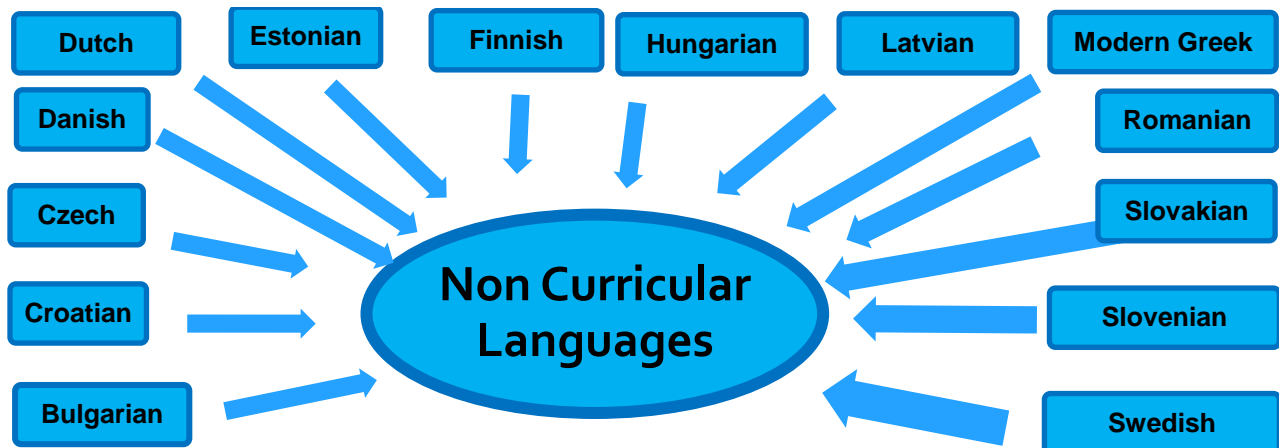 Dutch
Estonian
Finnish
Hungarian
Latvian
Modern Greek
Danish
Romanian
Czech
Slovakian
Non Curricular
Languages
Croatian
Slovenian
Bulgarian
Swedish